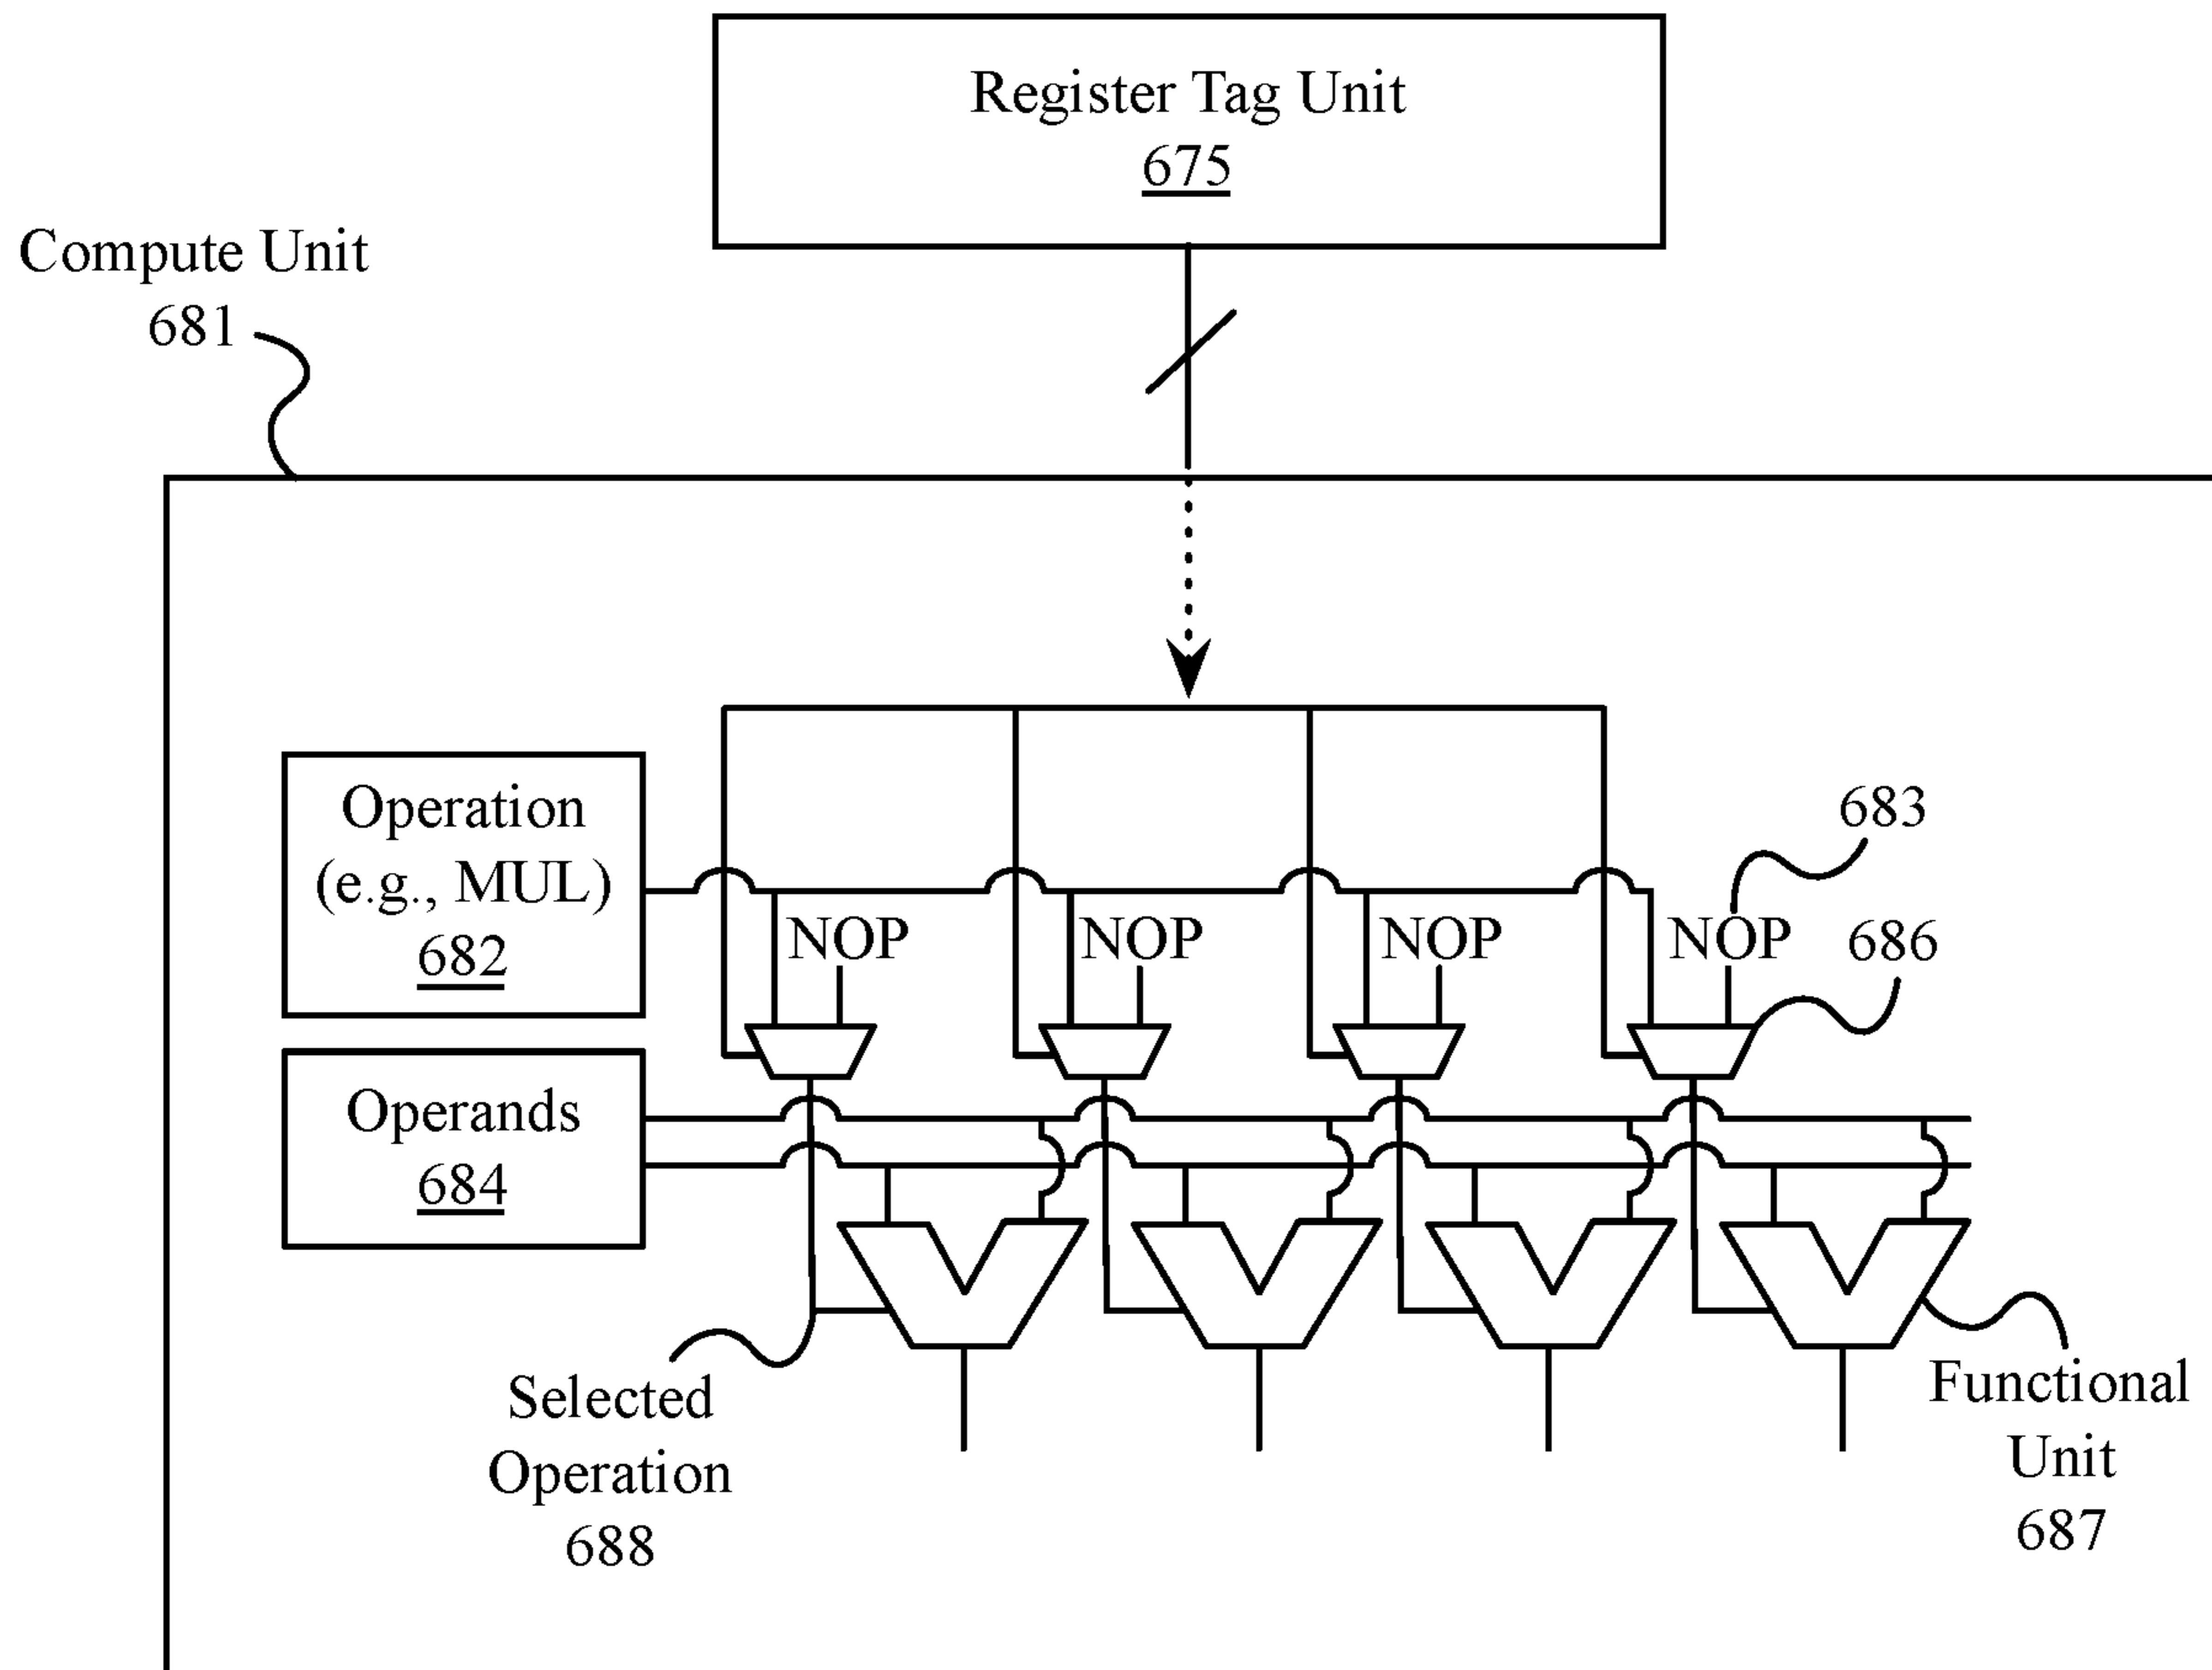 Register Tag Unit
675
Compute Unit
681
Operation
(e.g., MUL)
682
683
NOP
NOP
NOP
NOP
686
Operands
684
Selected
Operation
688
Functional
Unit
687